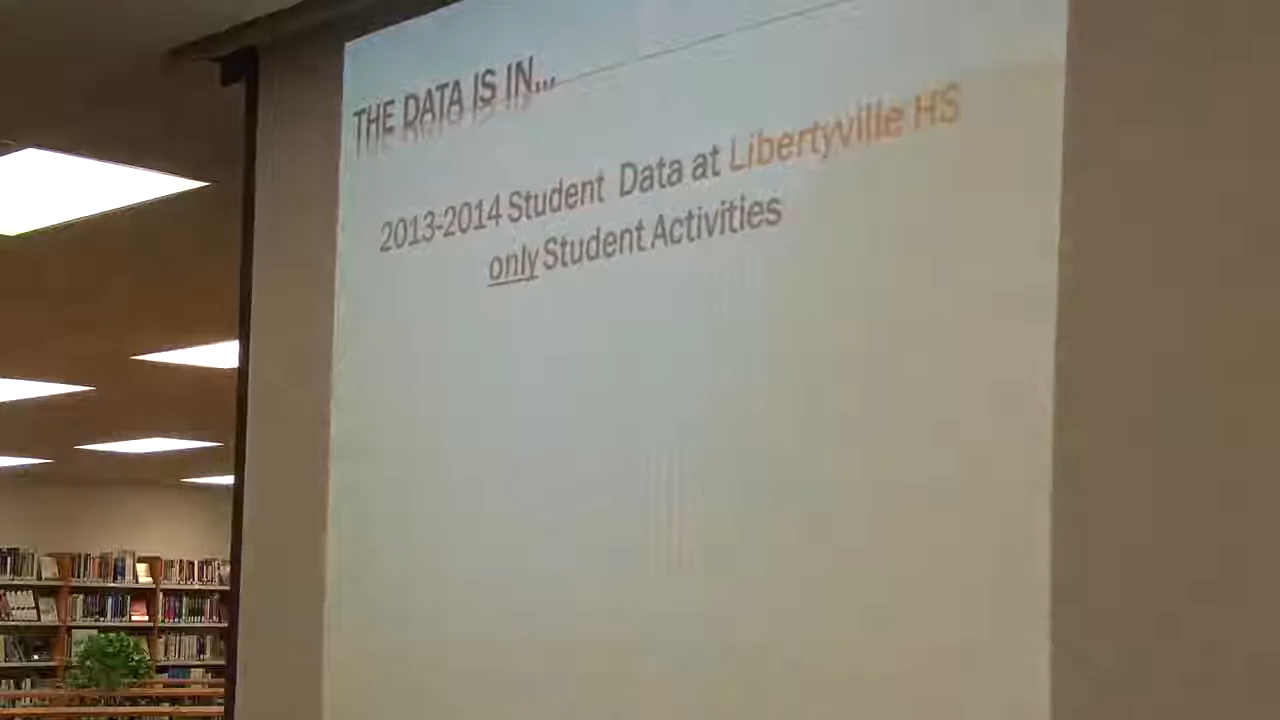 THE DATA IS IN...
2013-2014 Student Data at Libertyville HS
only Student Activities